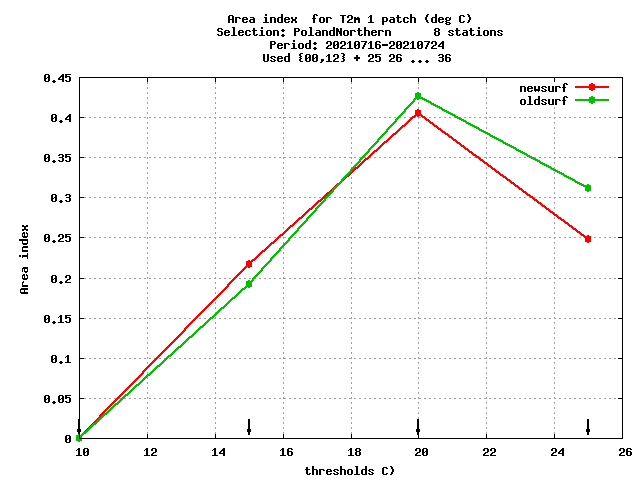 Area index  for T2m 1 patch (deg C)
Selection: PolandNorthern      8 stations
Period: 20210716-20210724
Used {00,12} + 25 26 ... 36
newsurf
oldsurf
0.45
0.4
0.35
0.3
0.25
0.2
0.15
0.1
0.05
0
Area index
10 12 14 16 18 20 22 24 26
thresholds C)